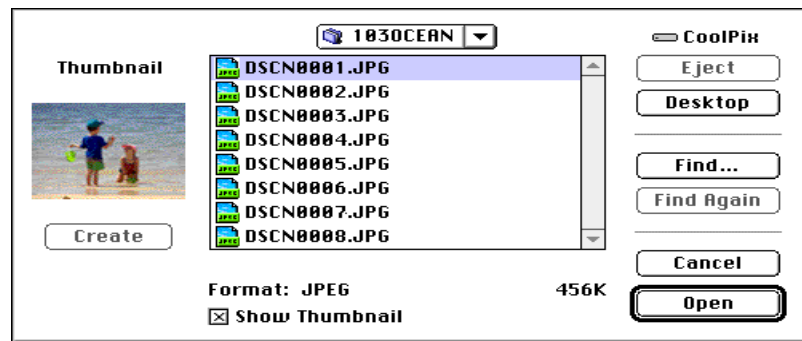 103OCEAN
CoolPix
Thumbnail
DSCN0001.JPG
DSCN0002.JPG
DSCN0003.JPG
DSCN0004.JPG
DSCN0005.JPG
DSCN0006.JPG
DSCN0007.JPG
DSCN0008.JPG
Create
Eject
Desktop
Find...
Find Again
Cancel
Open
Format: JPEG 456K
Show Thumbnail